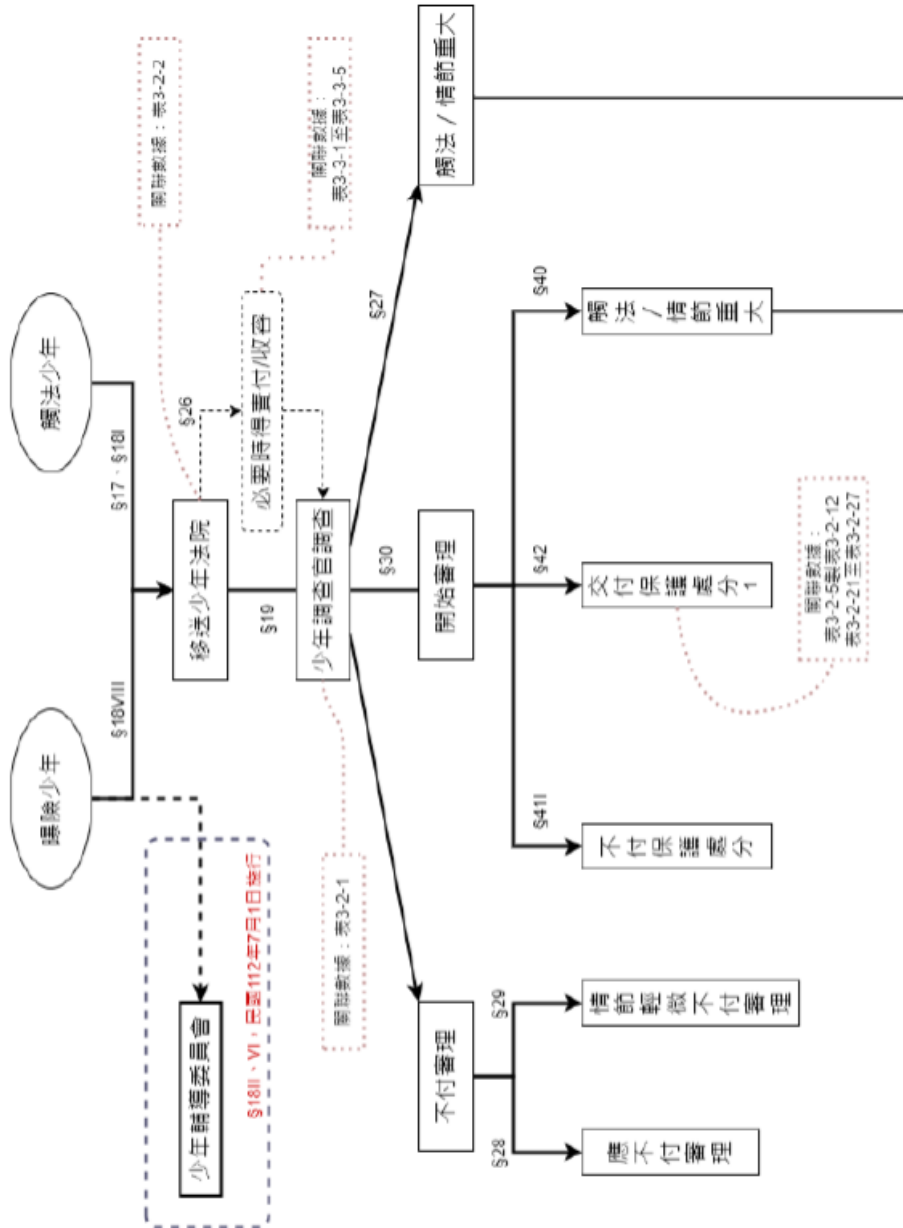 曝險少年
觸法少年
§18VIII
§17、§18I
少年輔導委員會
§18II、VI，民國112年7月1日施行
移送少年法院
關聯數據：表3-2-2
§26
必要時得責付/收容
關聯數據：
表3-3-1至表3-3-5
§19
少年調查官調查
關聯數據：表3-2-1
§30
§27
不付審理
開始審理
觸法 / 情節重大
§28
§29
§41I
§42
§40
應不付審理
情節輕微不付審理
不付保護處分
交付保護處分1
觸法 / 情節重大
關聯數據：
表3-2-5表3-2-12
表3-2-21至表3-2-27